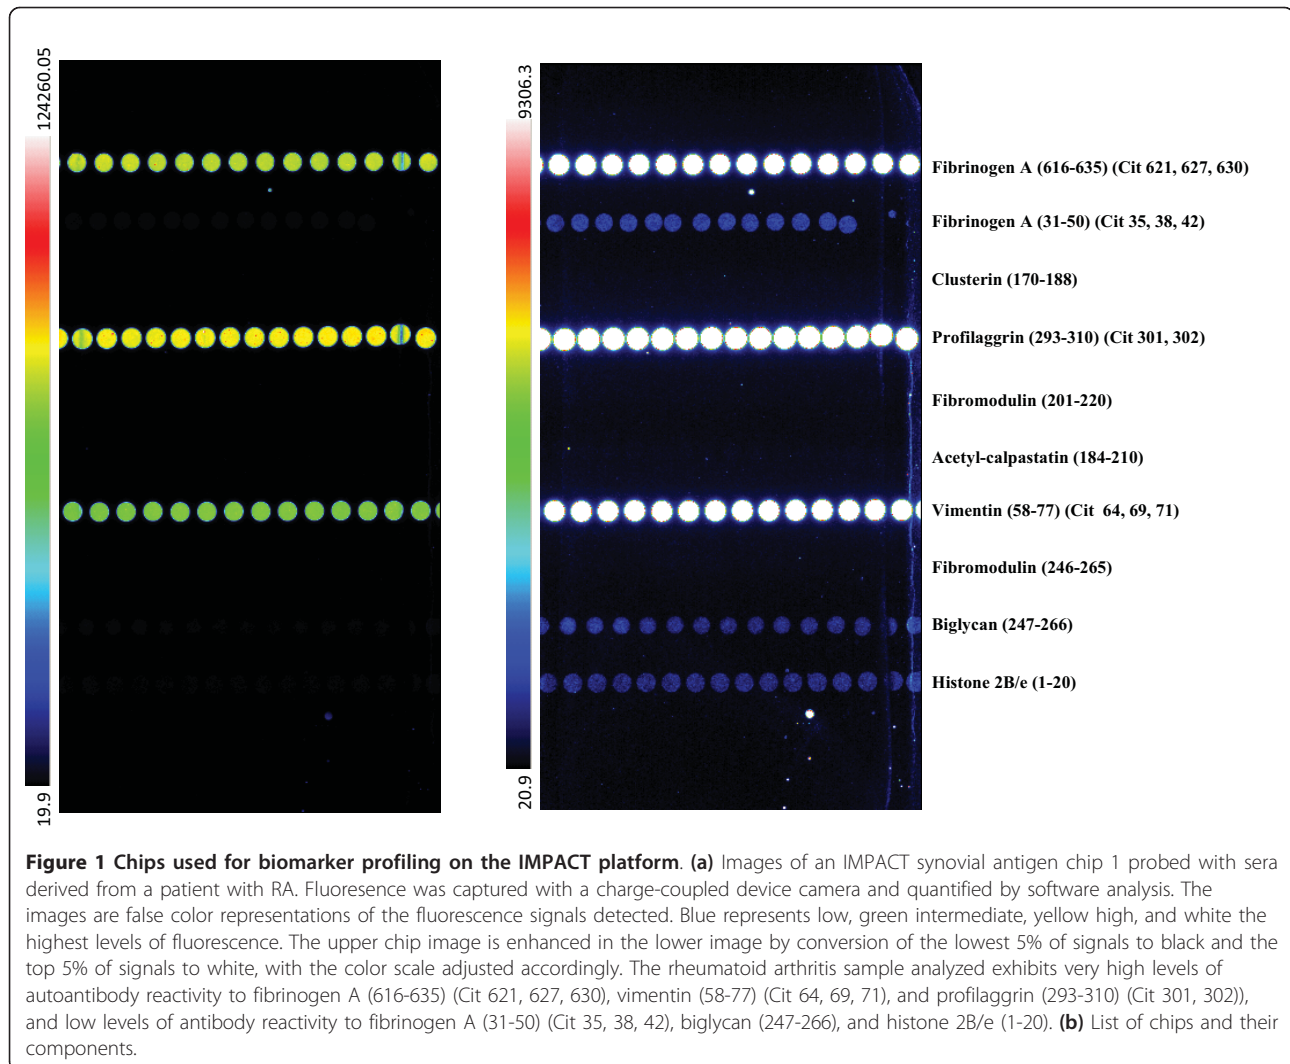 124260.05
19.9
9306.3
20.9
Fibrinogen A (616-635) (Cit 621, 627, 630)
Fibrinogen A (31-50) (Cit 35, 38, 42)
Clusterin (170-188)
Profilaggrin (293-310) (Cit 301, 302)
Fibromodulin (201-220)
Acetyl-calpastatin (184-210)
Vimentin (58-77) (Cit 64, 69, 71)
Fibromodulin (246-265)
Biglycan (247-266)
Histone 2B/e (1-20)
Figure 1 Chips used for biomarker profiling on the IMPACT platform. (a) Images of an IMPACT synovial antigen chip 1 probed with sera
derived from a patient with RA. Fluoresence was captured with a charge-coupled device camera and quantified by software analysis. The
images are false color representations of the fluorescence signals detected. Blue represents low, green intermediate, yellow high, and white the
highest levels of fluorescence. The upper chip image is enhanced in the lower image by conversion of the lowest 5% of signals to black and the
top 5% of signals to white, with the color scale adjusted accordingly. The rheumatoid arthritis sample analyzed exhibits very high levels of
autoantibody reactivity to fibrinogen A (616-635) (Cit 621, 627, 630), vimentin (58-77) (Cit 64, 69, 71), and profilaggrin (293-310) (Cit 301, 302)),
and low levels of antibody reactivity to fibrinogen A (31-50) (Cit 35, 38, 42), biglycan (247-266), and histone 2B/e (1-20). (b) List of chips and their
components.